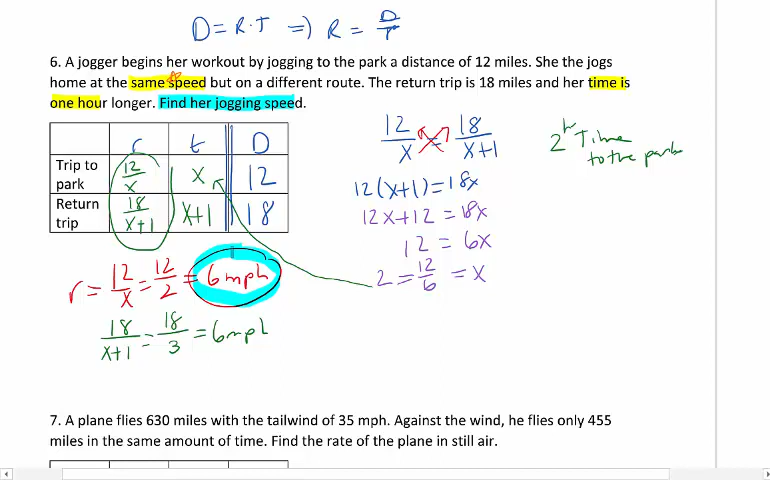 D = R·T ⇒ R = D/T
6. A jogger begins her workout by jogging to the park a distance of 12 miles. She the jogs
home at the same speed but on a different route. The return trip is 18 miles and her time is
one hour longer. Find her jogging speed.
r t D
Trip to park 12/x x 12
Return trip 18/x+1 x+1 18
12/x = 18/x+1
2 hr Time
to the park
12(x+1) = 18x
12x+12 = 18x
12 = 6x
2 = 12/6 = x
r = 12/x = 12/2 = 6mph
18/x+1 = 18/3 = 6mph
7. A plane flies 630 miles with the tailwind of 35 mph. Against the wind, he flies only 455
miles in the same amount of time. Find the rate of the plane in still air.